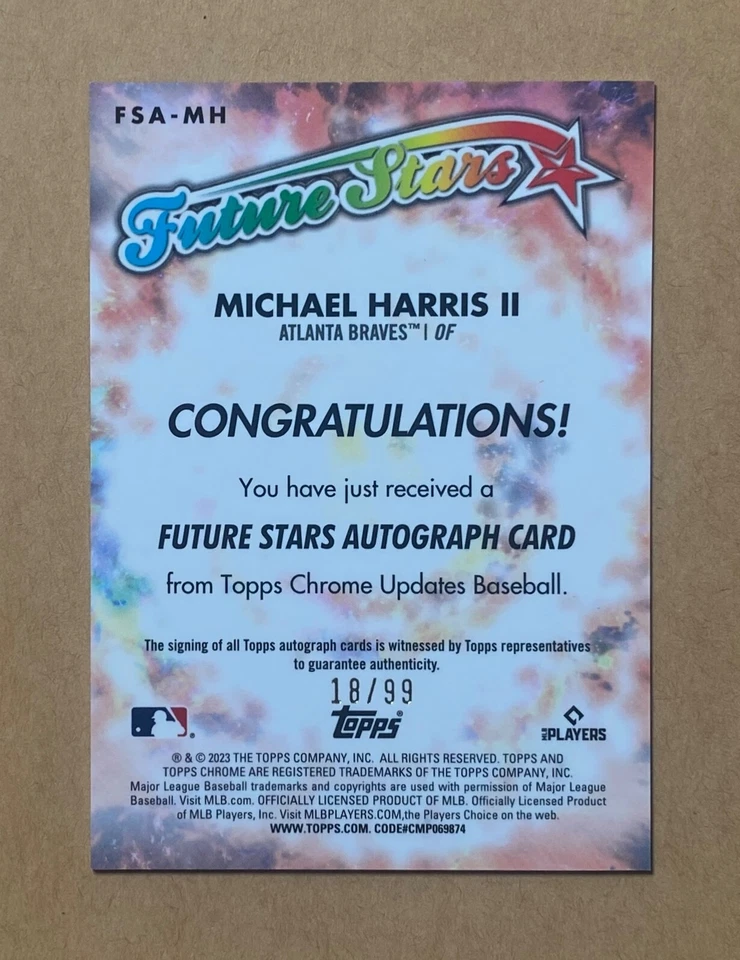 FSA-MH
Future Stars
MICHAEL HARRIS II
ATLANTA BRAVES™ | OF
CONGRATULATIONS!
You have just received a
FUTURE STARS AUTOGRAPH CARD
from Topps Chrome Updates Baseball.
The signing of all Topps autograph cards is witnessed by Topps representatives
to guarantee authenticity.
18/99
topps®
MLB PLAYERS
® & © 2023 THE TOPPS COMPANY, INC. ALL RIGHTS RESERVED. TOPPS AND
TOPPS CHROME ARE REGISTERED TRADEMARKS OF THE TOPPS COMPANY, INC.
Major League Baseball trademarks and copyrights are used with permission of Major League
Baseball. Visit MLB.com. OFFICIALLY LICENSED PRODUCT OF MLB. Officially Licensed Product
of MLB Players, Inc. Visit MLBPLAYERS.COM,the Players Choice on the web.
WWW.TOPPS.COM. CODE#CMP069874